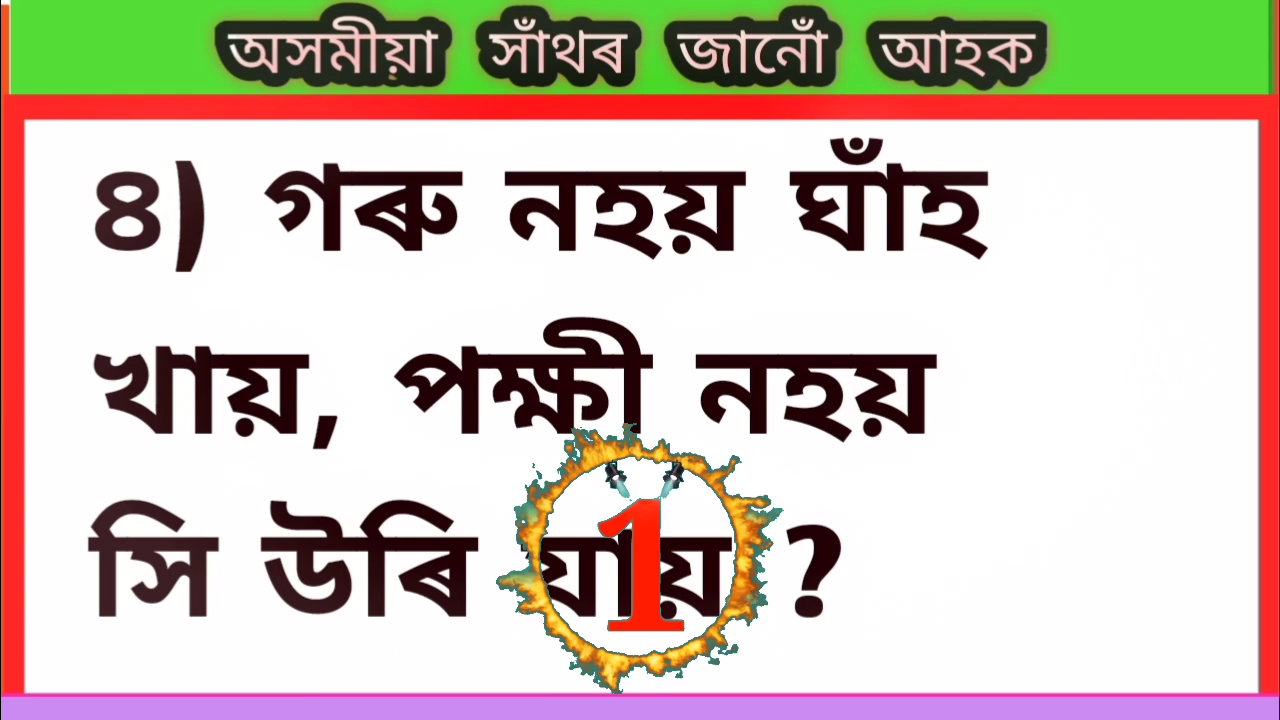 অসমীয়া সাঁথৰ জানোঁ আহক
৪) গৰু নহয় ঘাঁহ
খায়, পক্ষী নহয়
সি উৰি যায় ?
1